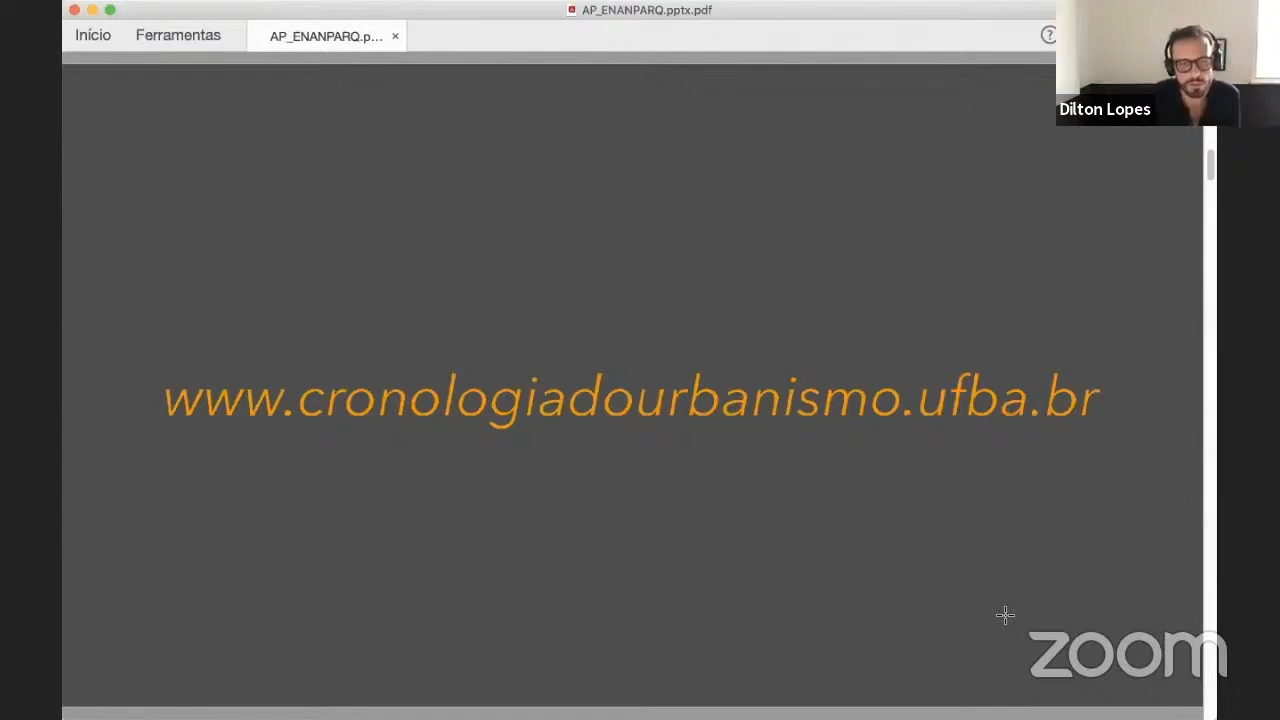 AP_ENANPARQ.pptx.pdf
Início
Ferramentas
AP_ENANPARQ.p... ×
?
Dilton Lopes
www.cronologiadourbanismo.ufba.br
zoom